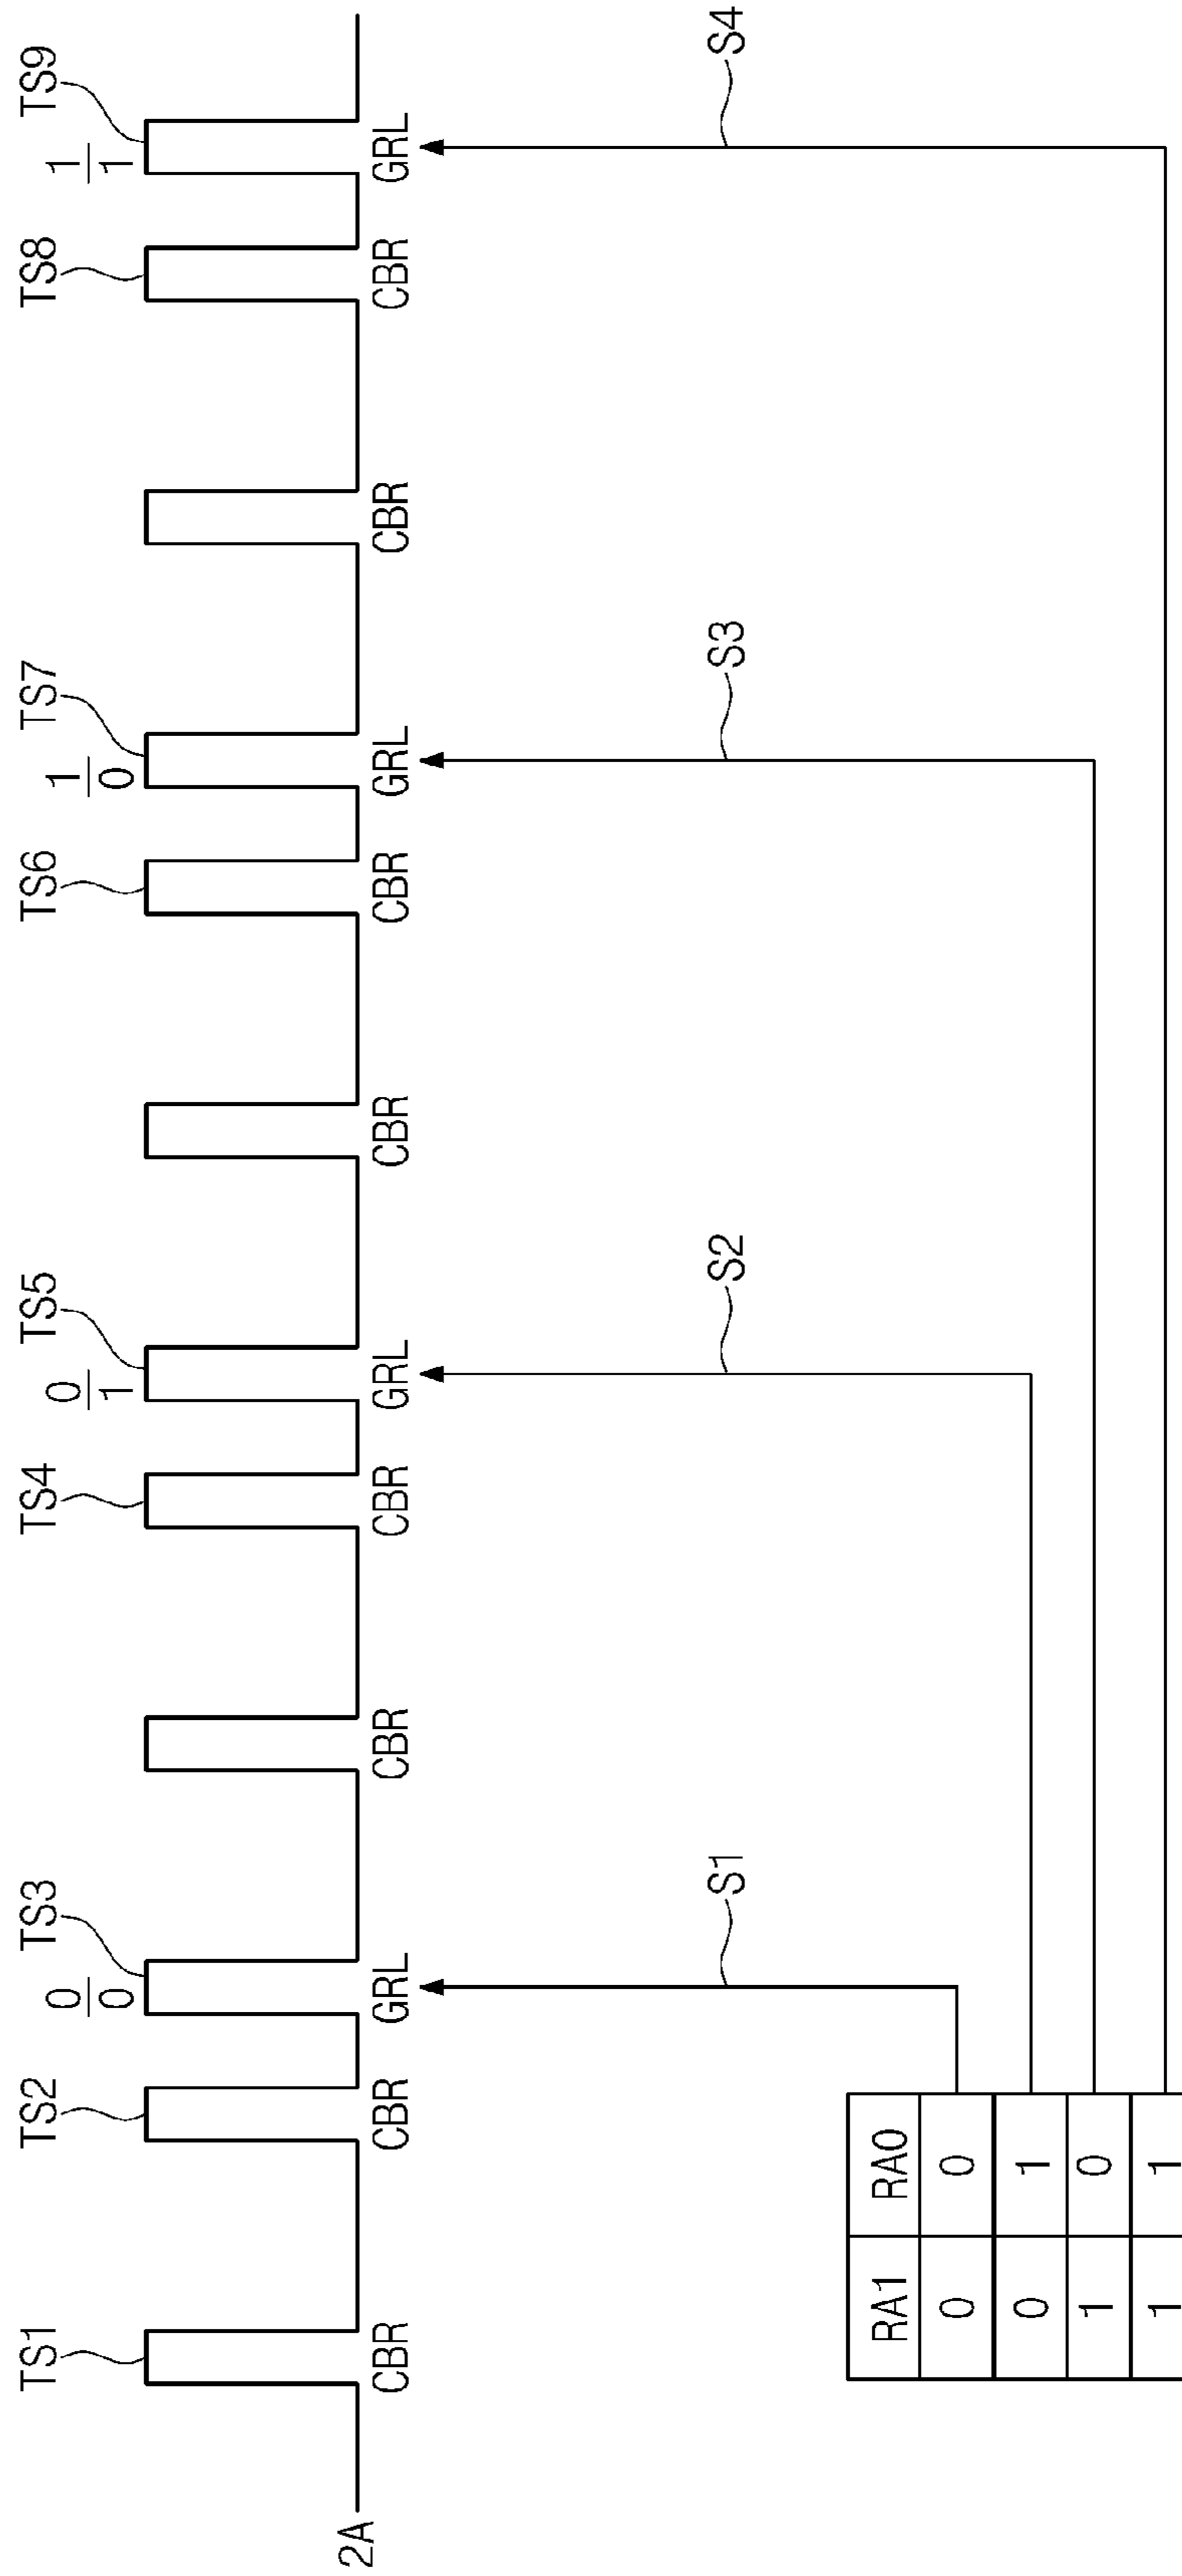 TS1 TS2 TS3 TS4 TS5 TS6 TS7 TS8 TS9
0 0 1 1
0 1 0 1
2A
CBR CBR GRL CBR CBR GRL CBR CBR GRL CBR CBR GRL
S1 S2 S3 S4
RA1 RA0
0 0
0 1
1 0
1 1